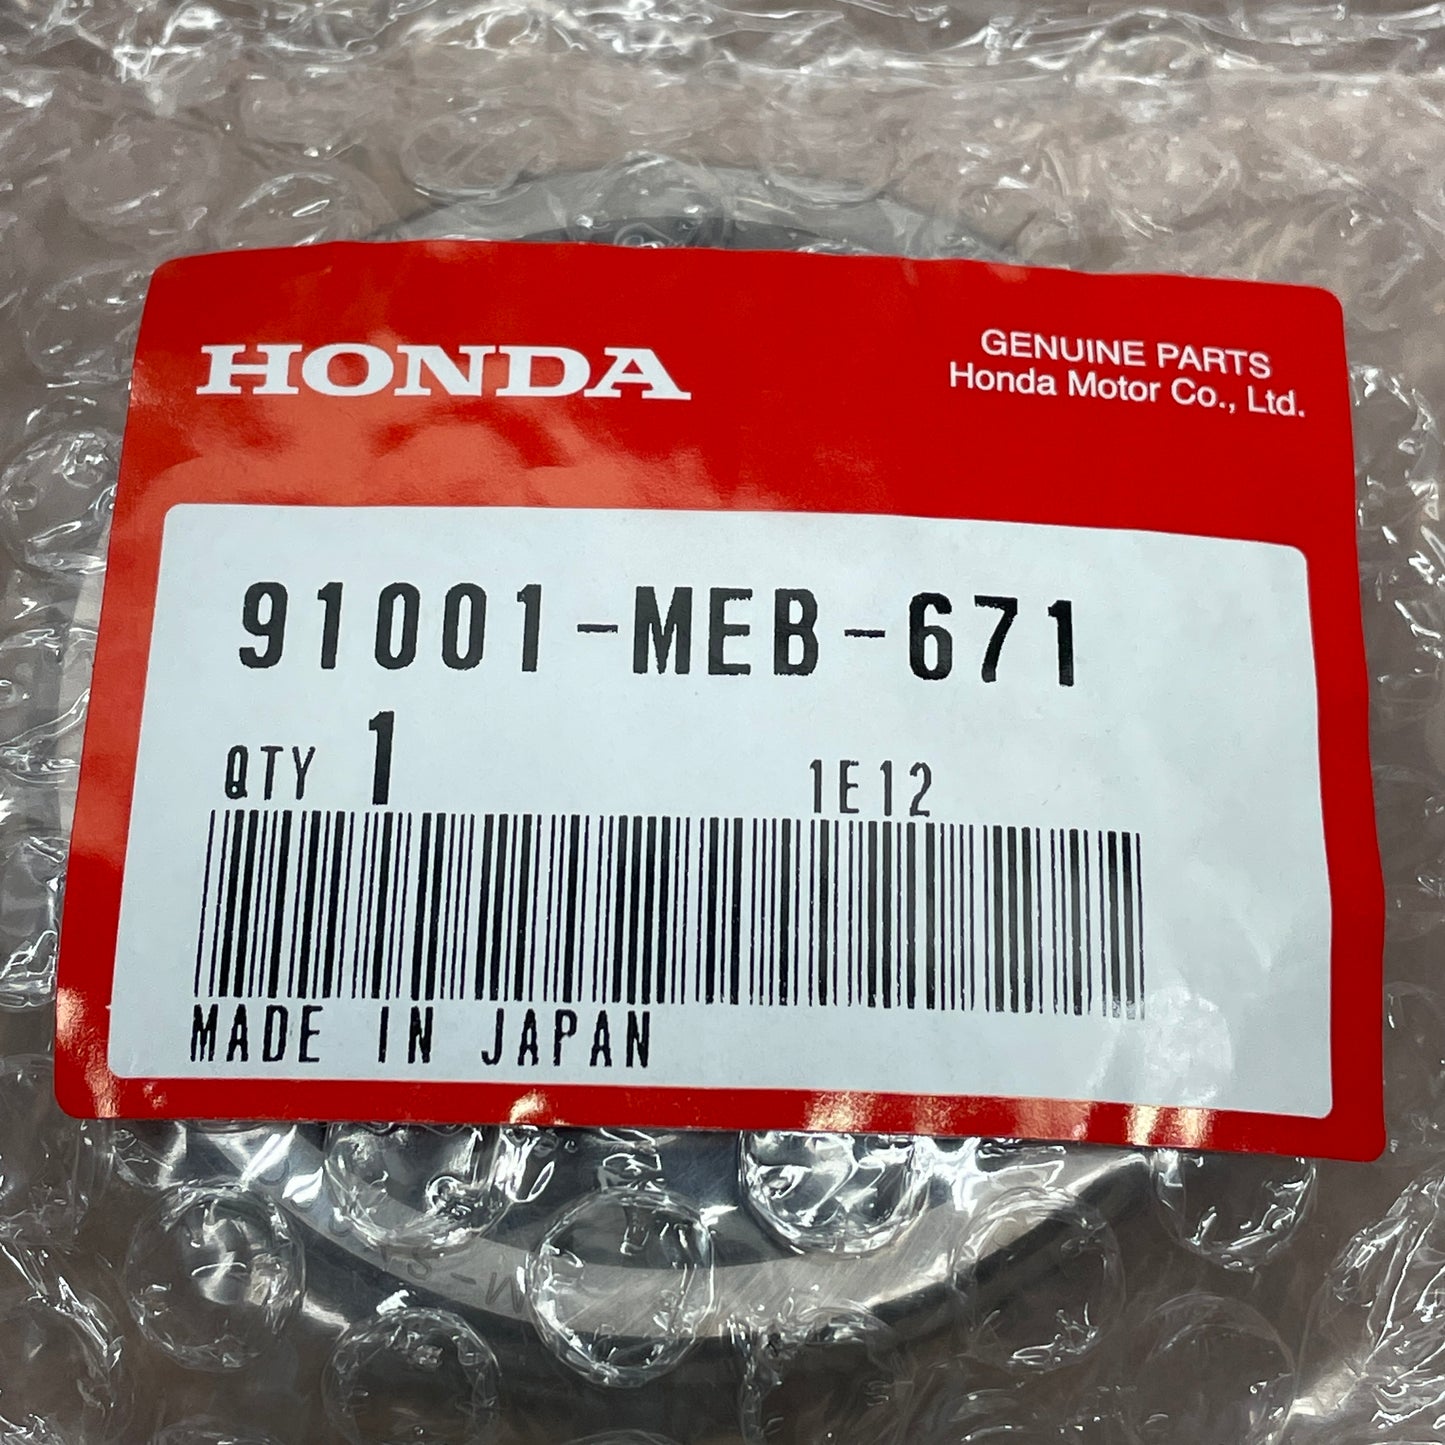 HONDA
GENUINE PARTS
Honda Motor Co., Ltd.
91001-MEB-671
QTY 1
1E12
MADE IN JAPAN